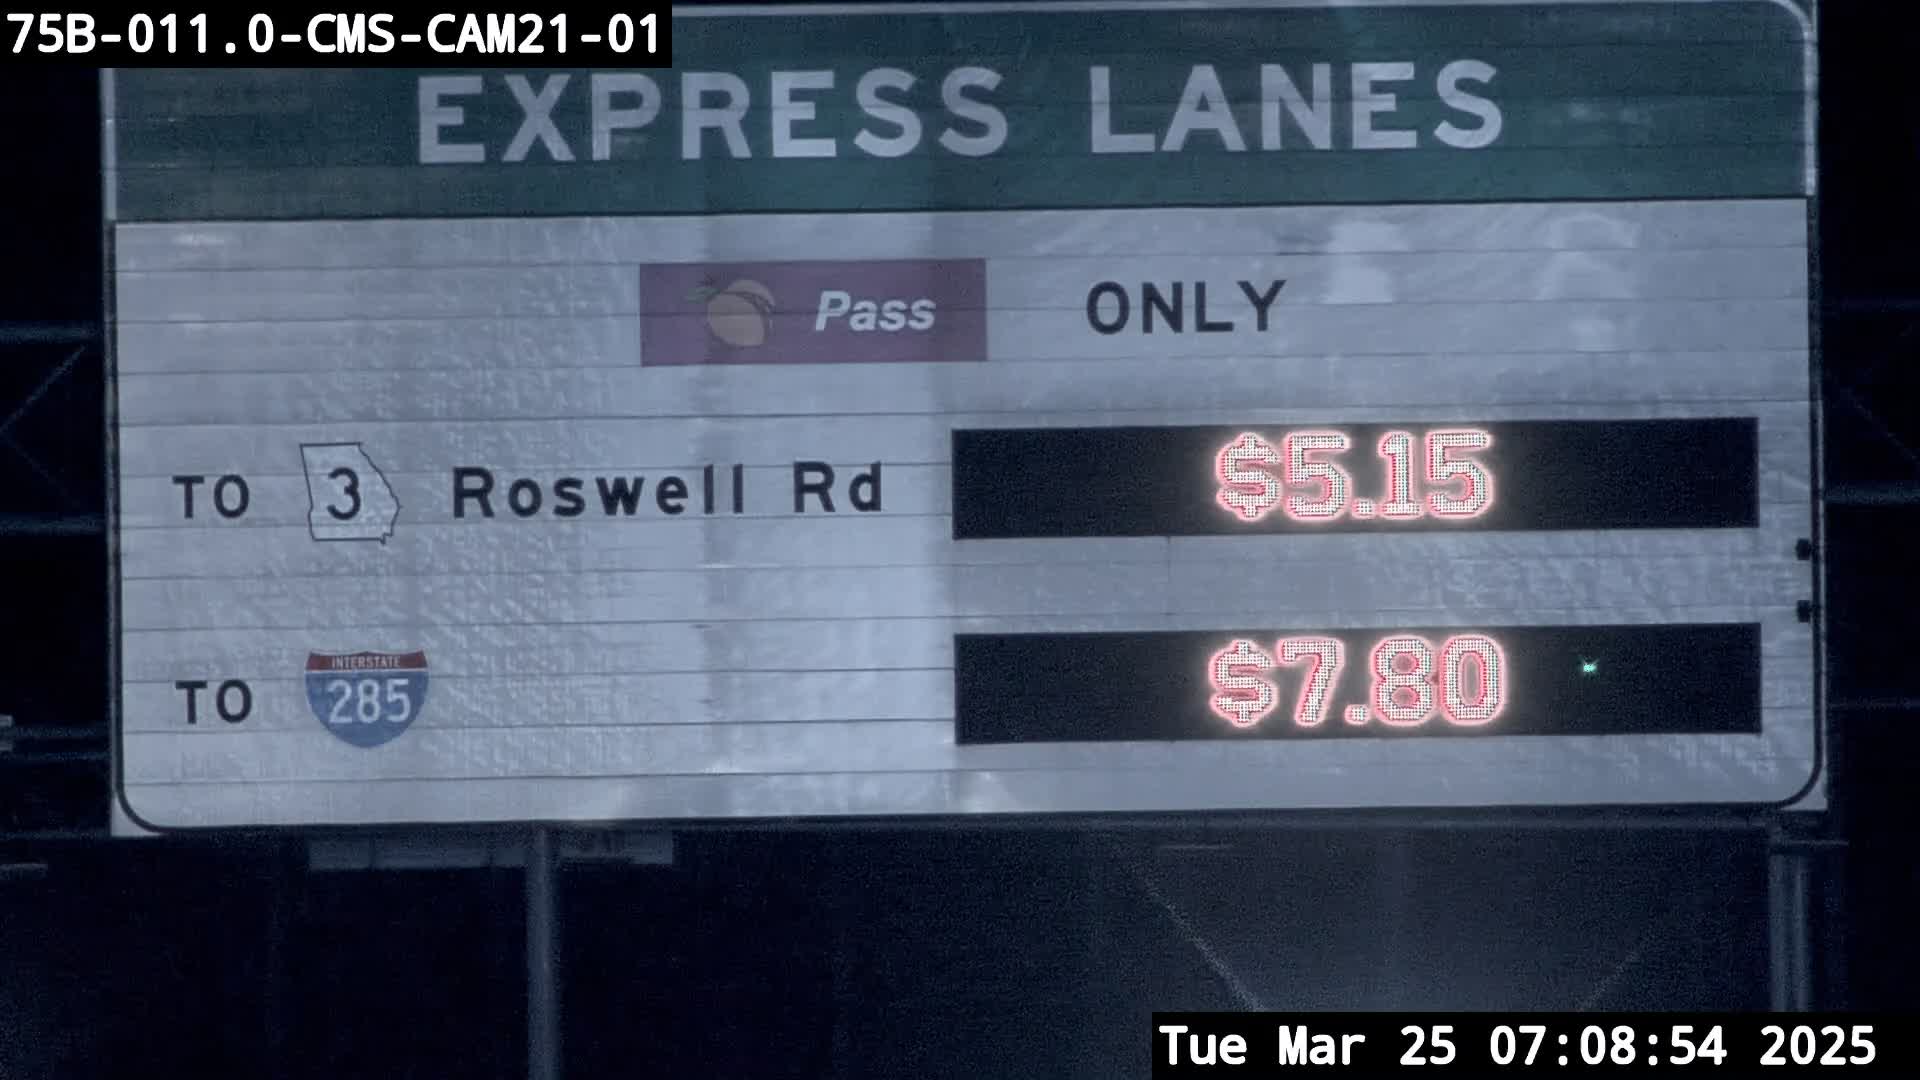 75B-011.0-CMS-CAM21-01
EXPRESS LANES
Pass ONLY
TO 3 Roswell Rd $5.15
TO INTERSTATE 285 $7.80
Tue Mar 25 07:08:54 2025